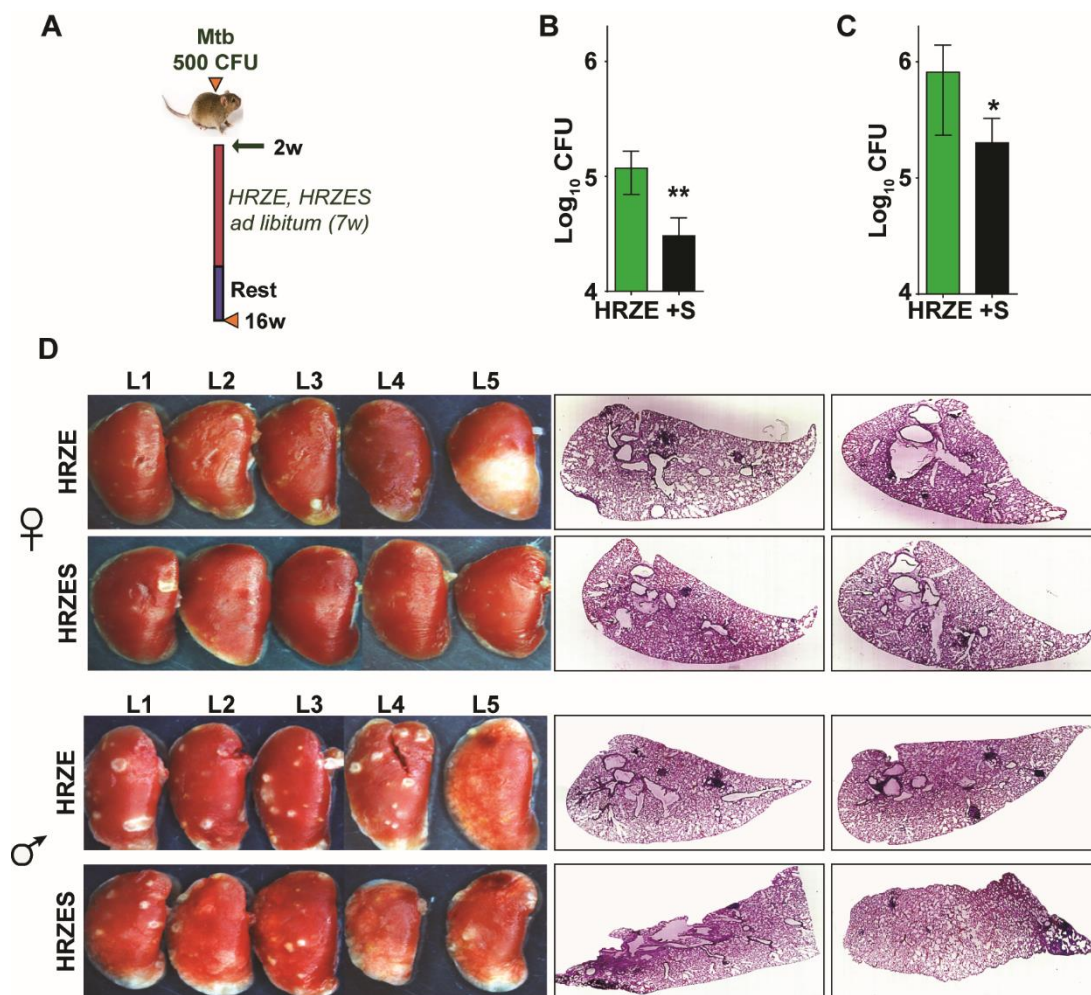 A
Mtb
500 CFU
2w
HRZE, HRZES
ad libitum (7w)
Rest
16w
B
Log10 CFU
6
5
4
**
HRZE +S
C
Log10 CFU
6
5
4
*
HRZE +S
D
L1 L2 L3 L4 L5
♀
HRZE
HRZES
L1 L2 L3 L4 L5
♂
HRZE
HRZES